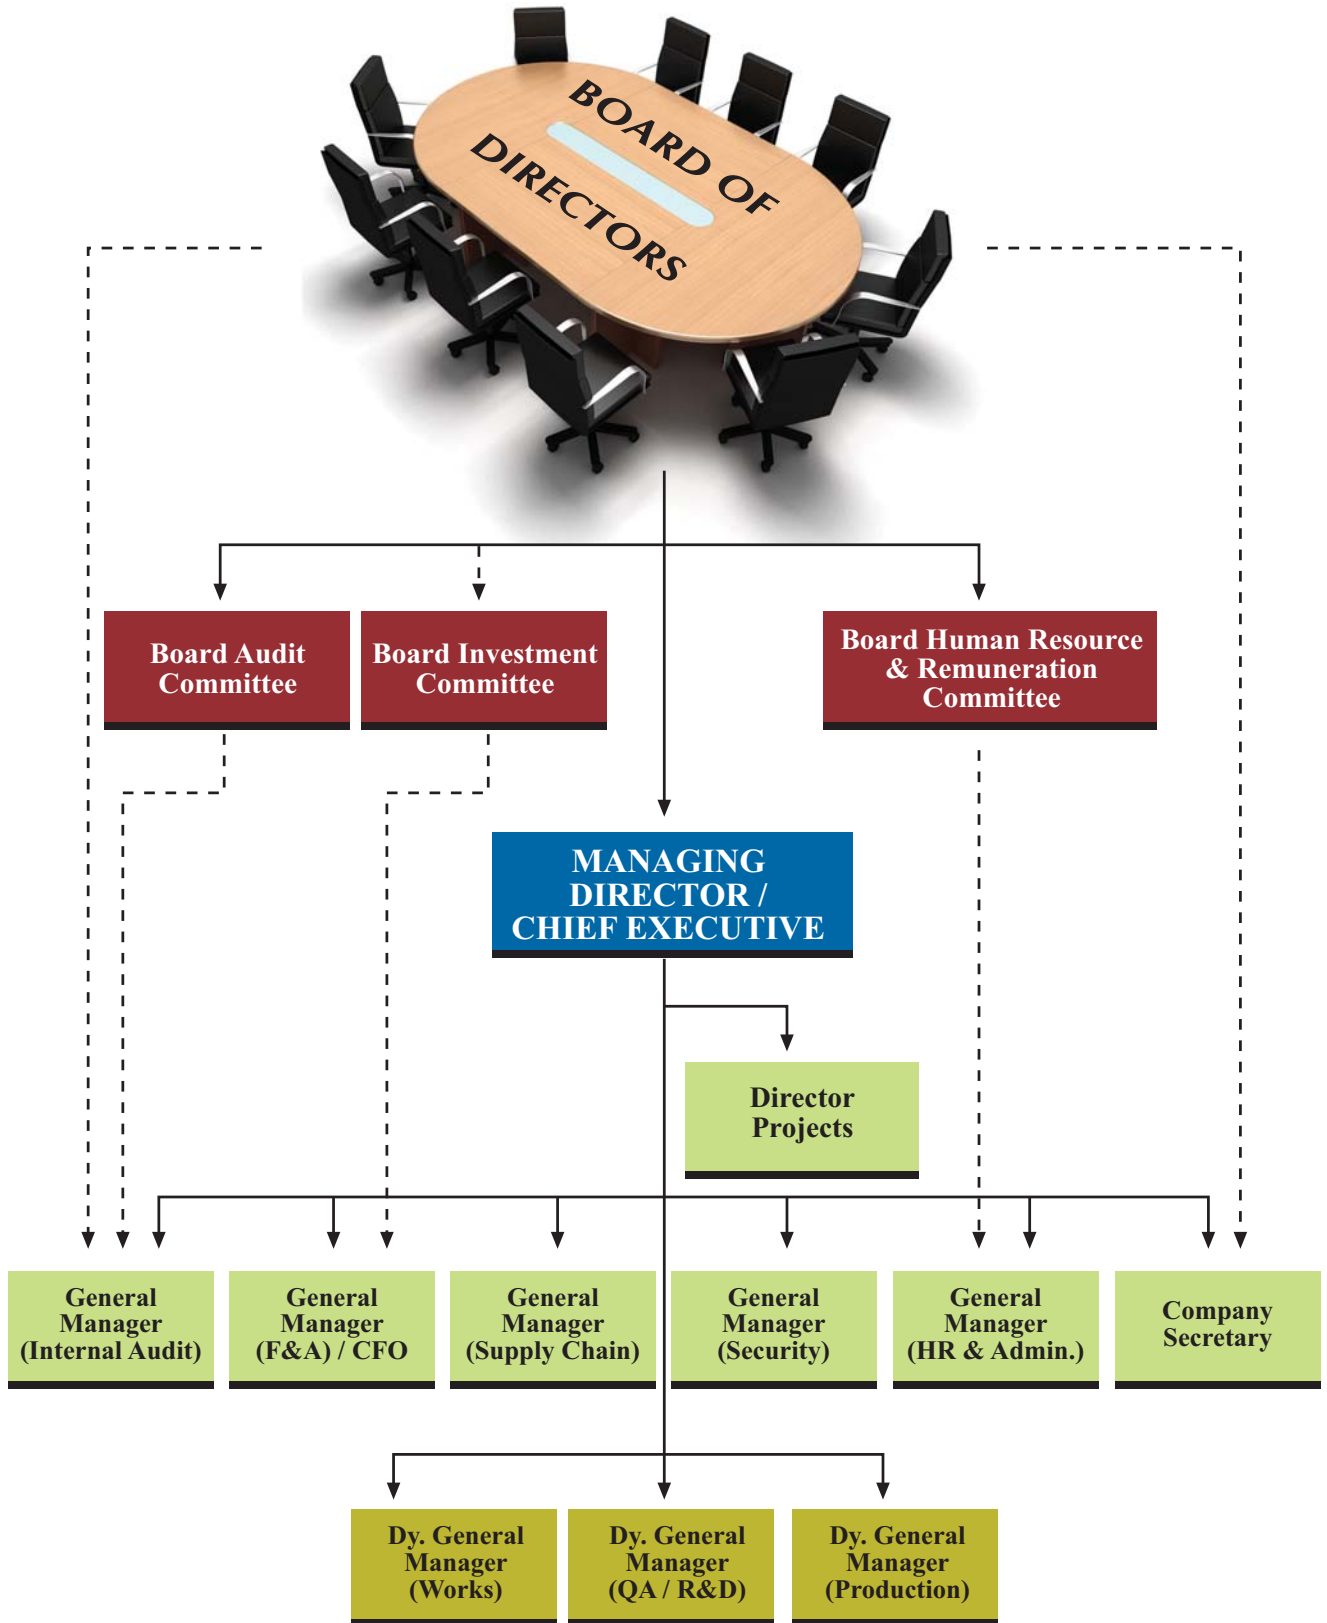 BOARD OF
DIRECTORS
Board Audit
Committee
Board Investment
Committee
Board Human Resource
& Remuneration
Committee
MANAGING
DIRECTOR /
CHIEF EXECUTIVE
Director
Projects
General
Manager
(Internal Audit)
General
Manager
(F&A) / CFO
General
Manager
(Supply Chain)
General
Manager
(Security)
General
Manager
(HR & Admin.)
Company
Secretary
Dy. General
Manager
(Works)
Dy. General
Manager
(QA / R&D)
Dy. General
Manager
(Production)